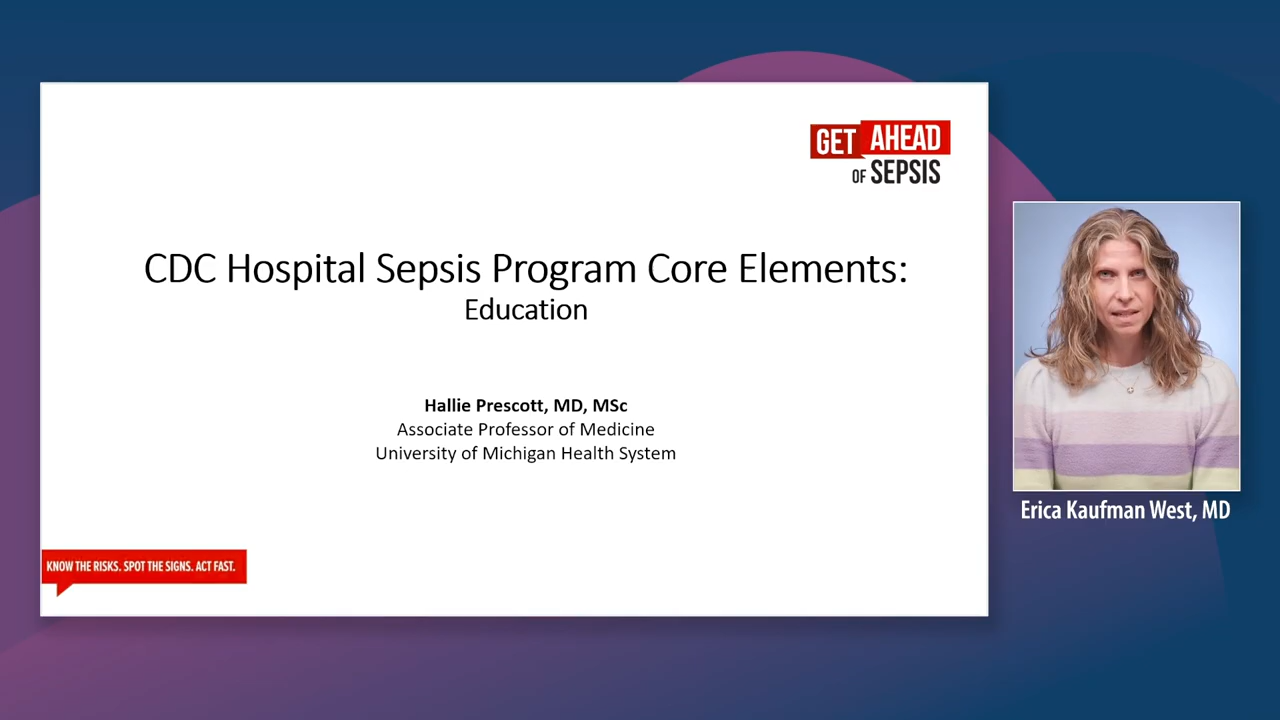 GET AHEAD
OF SEPSIS
CDC Hospital Sepsis Program Core Elements:
Education
Hallie Prescott, MD, MSc
Associate Professor of Medicine
University of Michigan Health System
KNOW THE RISKS. SPOT THE SIGNS. ACT FAST.
Erica Kaufman West, MD